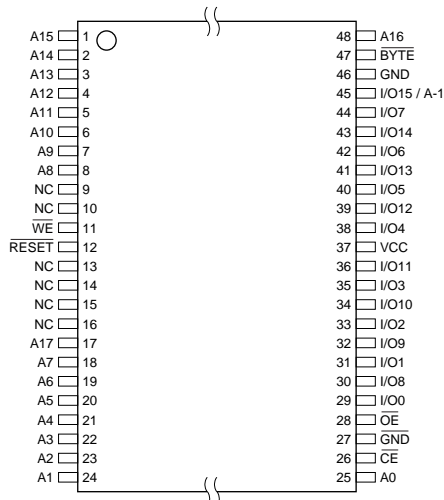 A15 1 48 A16
A14 2 47 BYTE
A13 3 46 GND
A12 4 45 I/O15 / A-1
A11 5 44 I/O7
A10 6 43 I/O14
A9 7 42 I/O6
A8 8 41 I/O13
NC 9 40 I/O5
NC 10 39 I/O12
WE 11 38 I/O4
RESET 12 37 VCC
NC 13 36 I/O11
NC 14 35 I/O3
NC 15 34 I/O10
NC 16 33 I/O2
A17 17 32 I/O9
A7 18 31 I/O1
A6 19 30 I/O8
A5 20 29 I/O0
A4 21 28 OE
A3 22 27 GND
A2 23 26 CE
A1 24 25 A0